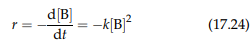 r = −d[B]/dt = −k[B]² (17.24)